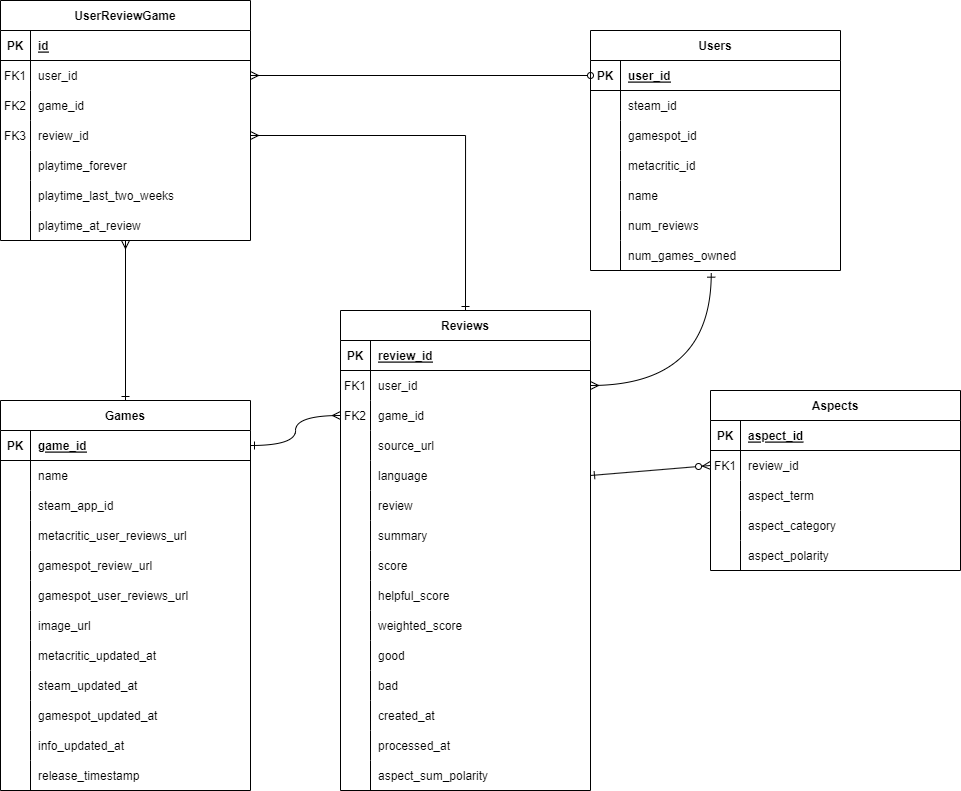 UserReviewGame
PK id
FK1 user_id
FK2 game_id
FK3 review_id
playtime_forever
playtime_last_two_weeks
playtime_at_review
Users
PK user_id
steam_id
gamespot_id
metacritic_id
name
num_reviews
num_games_owned
Reviews
PK review_id
FK1 user_id
FK2 game_id
source_url
language
review
summary
score
helpful_score
weighted_score
good
bad
created_at
processed_at
aspect_sum_polarity
Games
PK game_id
name
steam_app_id
metacritic_user_reviews_url
gamespot_review_url
gamespot_user_reviews_url
image_url
metacritic_updated_at
steam_updated_at
gamespot_updated_at
info_updated_at
release_timestamp
Aspects
PK aspect_id
FK1 review_id
aspect_term
aspect_category
aspect_polarity